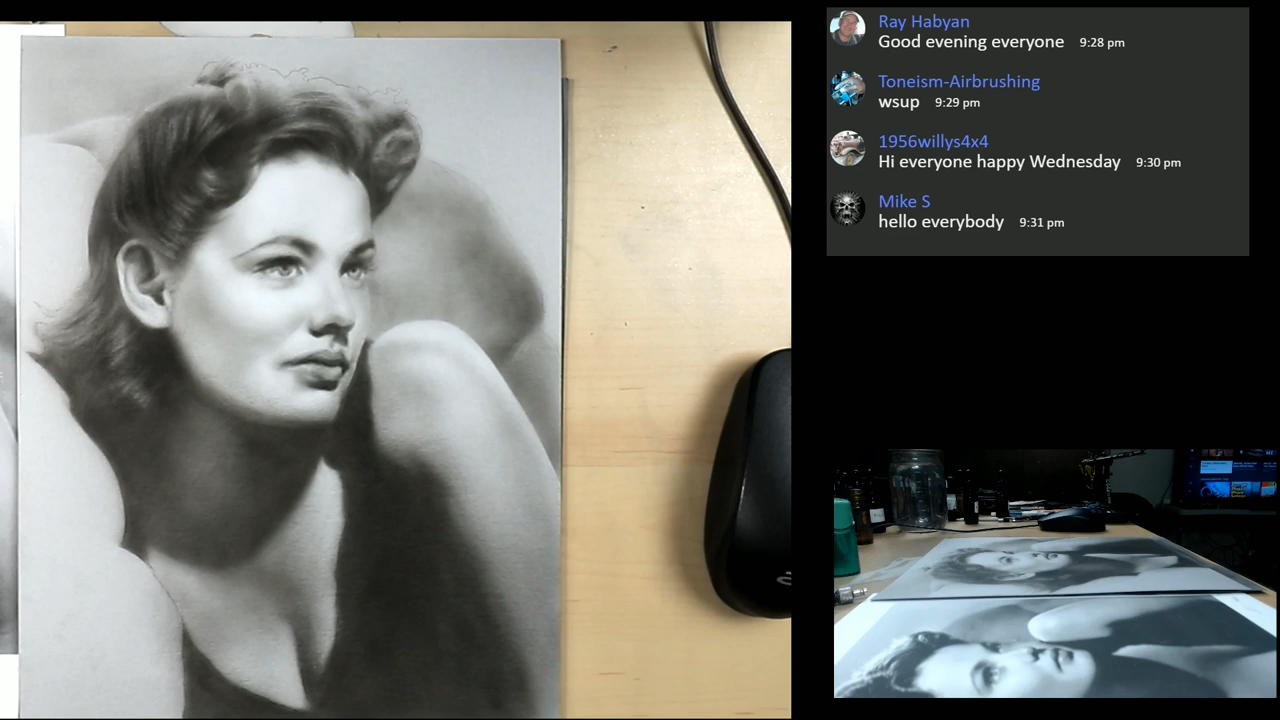 Ray Habyan
Good evening everyone 9:28 pm
Toneism-Airbrushing
wsup 9:29 pm
1956willys4x4
Hi everyone happy Wednesday 9:30 pm
Mike S
hello everybody 9:31 pm